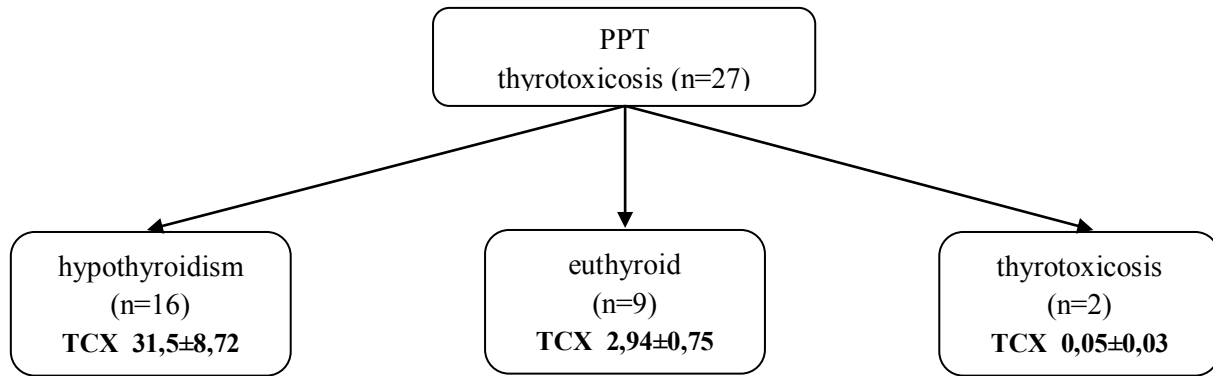 PPT
thyrotoxicosis (n=27)
hypothyroidism
(n=16)
TCX 31,5±8,72
euthyroid
(n=9)
TCX 2,94±0,75
thyrotoxicosis
(n=2)
TCX 0,05±0,03